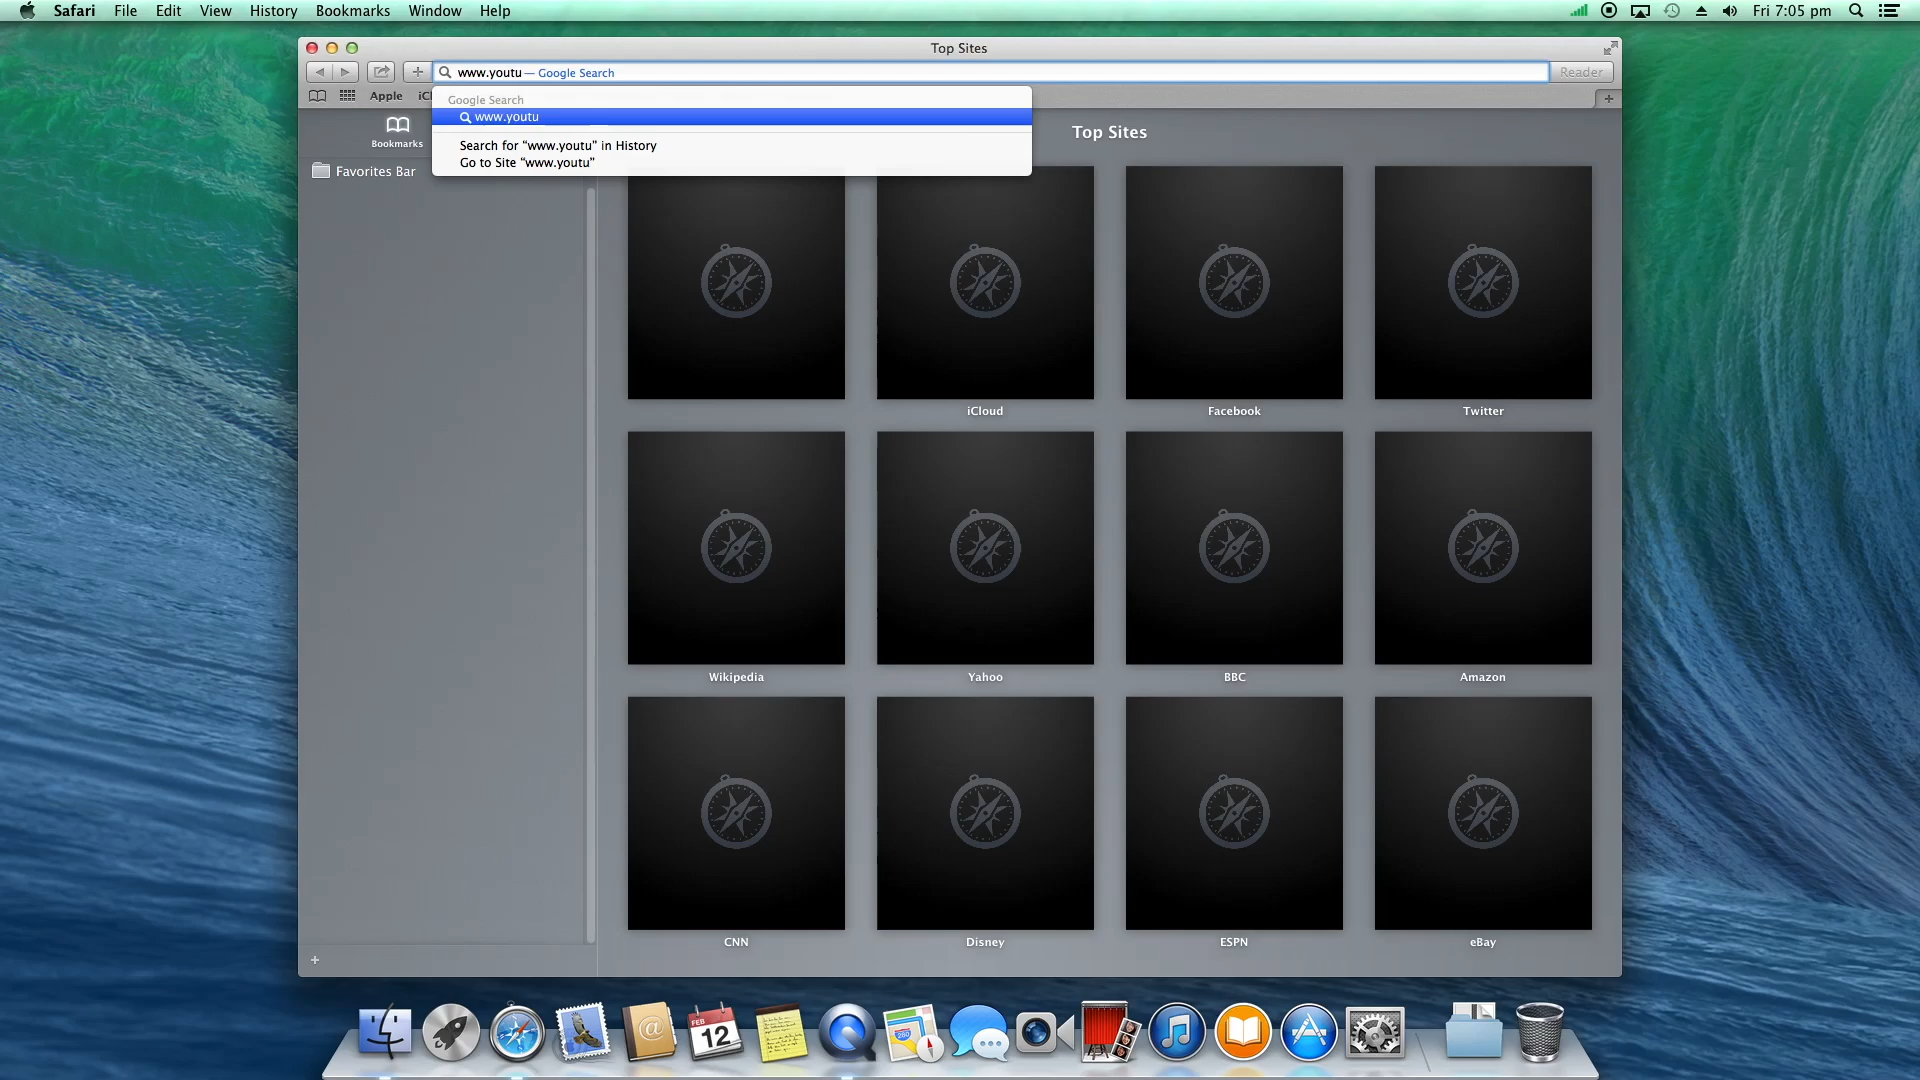 Safari File Edit View History Bookmarks Window Help
Fri 7:05 pm
Top Sites
www.youtu — Google Search
Reader
Apple
Google Search
www.youtu
Search for “www.youtu” in History
Go to Site “www.youtu”
Bookmarks
Favorites Bar
Top Sites
iCloud Facebook Twitter
Wikipedia Yahoo BBC Amazon
CNN Disney ESPN eBay
FEB
12
280